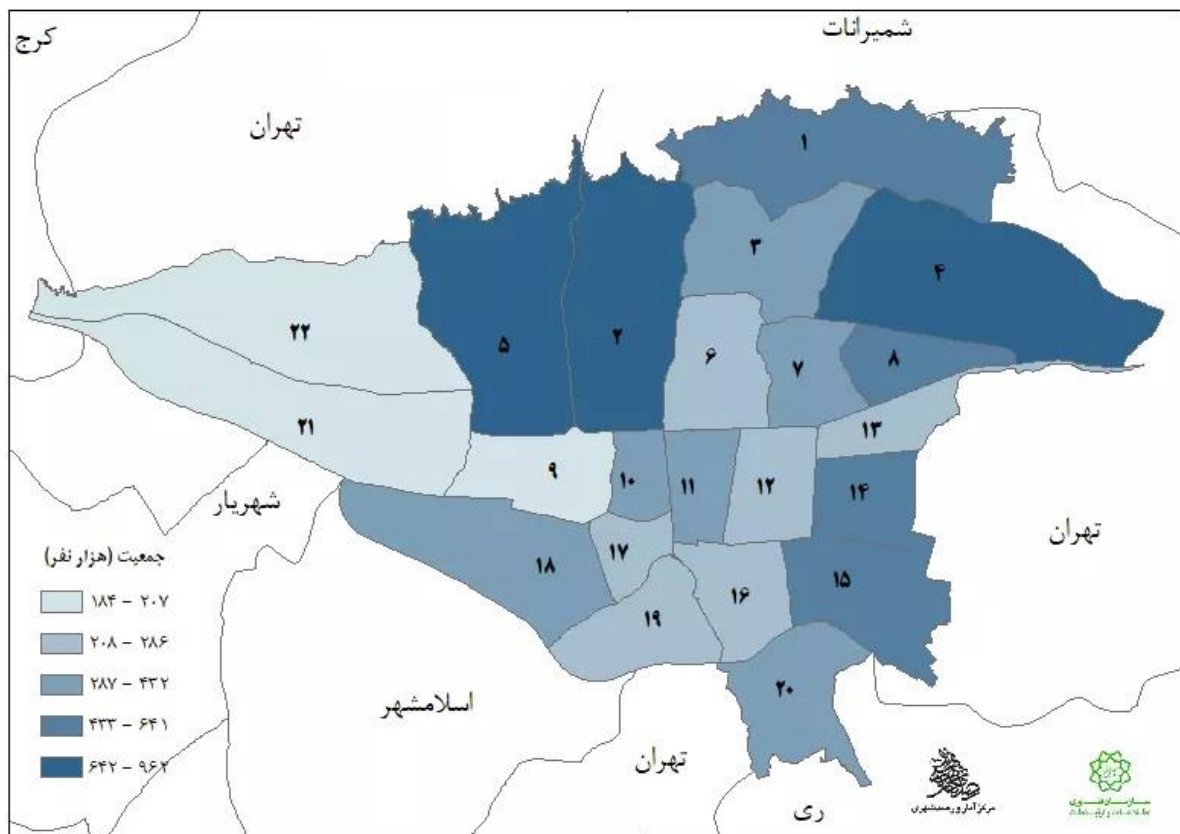 کرج
شمیرانات
تهران
۱
۳
۴
۲۲
۵
۲
۶
۷
۸
۲۱
۱۳
۹
۱۰
۱۱
۱۲
۱۴
شهریار
تهران
۱۸
۱۷
۱۶
۱۵
۱۹
۲۰
جمعیت (هزار نفر)
۱۸۴ - ۲۰۷
۲۰۸ - ۲۸۶
۲۸۷ - ۴۳۲
۴۳۳ - ۶۴۱
۶۴۲ - ۹۶۲
اسلامشهر
تهران
ری